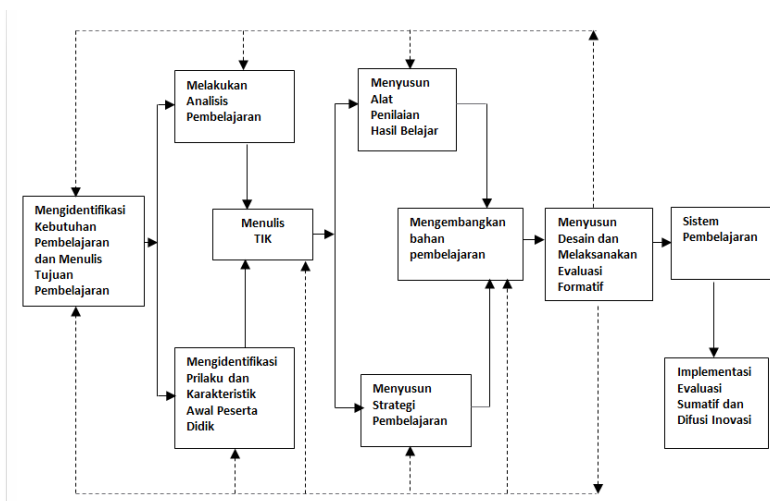 Mengidentifikasi
Kebutuhan
Pembelajaran
dan Menulis
Tujuan
Pembelajaran
Melakukan
Analisis
Pembelajaran
Mengidentifikasi
Prilaku dan
Karakteristik
Awal Peserta
Didik
Menulis
TIK
Menyusun
Alat
Penilaian
Hasil Belajar
Menyusun
Strategi
Pembelajaran
Mengembangkan
bahan
pembelajaran
Menyusun
Desain dan
Melaksanakan
Evaluasi
Formatif
Sistem
Pembelajaran
Implementasi
Evaluasi
Sumatif dan
Difusi Inovasi